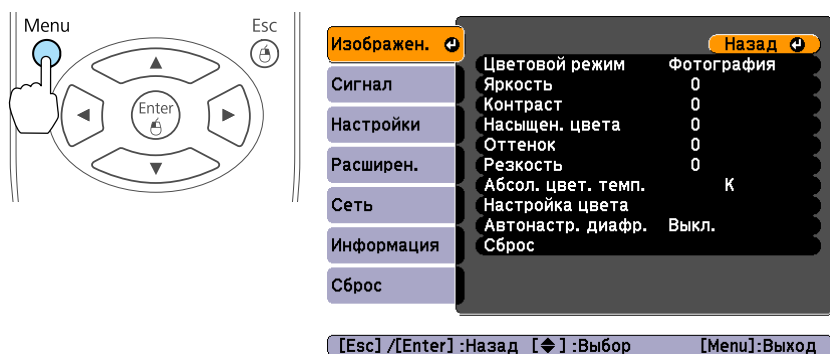 Menu
Esc
Enter
Изображен.
Сигнал
Настройки
Расширен.
Сеть
Информация
Сброс
Назад
Цветовой режим Фотография
Яркость 0
Контраст 0
Насыщен. цвета 0
Оттенок 0
Резкость 0
Абсол. цвет. темп. K
Настройка цвета
Автонастр. диафр. Выкл.
Сброс
[Esc] /[Enter] :Назад [◆] :Выбор [Menu]:Выход